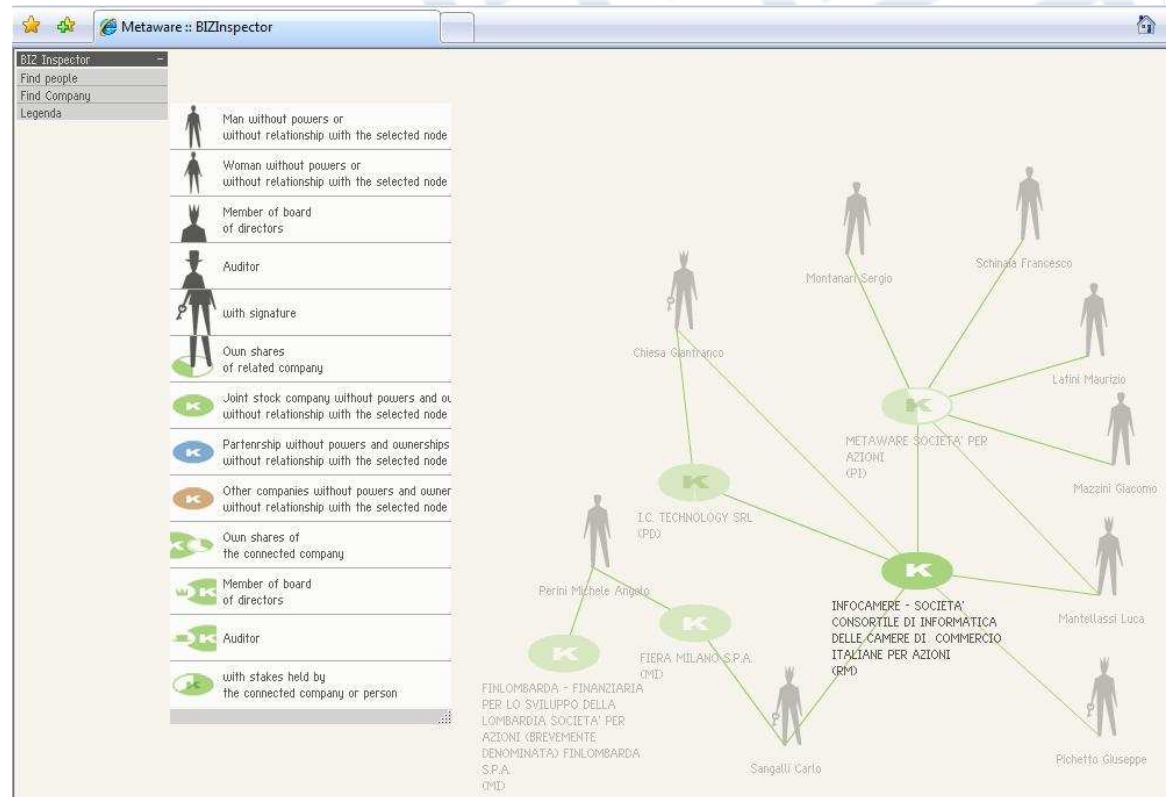 Metaware :: BIZInspector
BIZ Inspector
Find people
Find Company
Legenda
Man without powers or
without relationship with the selected node
Woman without powers or
without relationship with the selected node
Member of board
of directors
Auditor
with signature
Own shares
of related company
Joint stock company without powers and ou
without relationship with the selected node
Partenrship without powers and ownerships
without relationship with the selected node
Other companies without powers and owner
without relationship with the selected node
Own shares of
the connected company
Member of board
of directors
Auditor
with stakes held by
the connected company or person
Montanari Sergio
Schinaia Francesco
Chiesa Gianfranco
Latini Maurizio
METAWARE SOCIETA' PER
AZIONI
(PI)
Mazzini Giacomo
I.C. TECHNOLOGY SRL
(PD)
Perini Michele Angelo
INFOCAMERE - SOCIETA'
CONSORTILE DI INFORMATICA
DELLE CAMERE DI COMMERCIO
ITALIANE PER AZIONI
(RM)
Mantellassi Luca
FIERA MILANO S.P.A.
(MI)
FINLOMBARDA - FINANZIARIA
PER LO SVILUPPO DELLA
LOMBARDIA SOCIETA' PER
AZIONI (BREVEMENTE
DENOMINATA) FINLOMBARDA
S.P.A.
(MI)
Sangalli Carlo
Pichetto Giuseppe